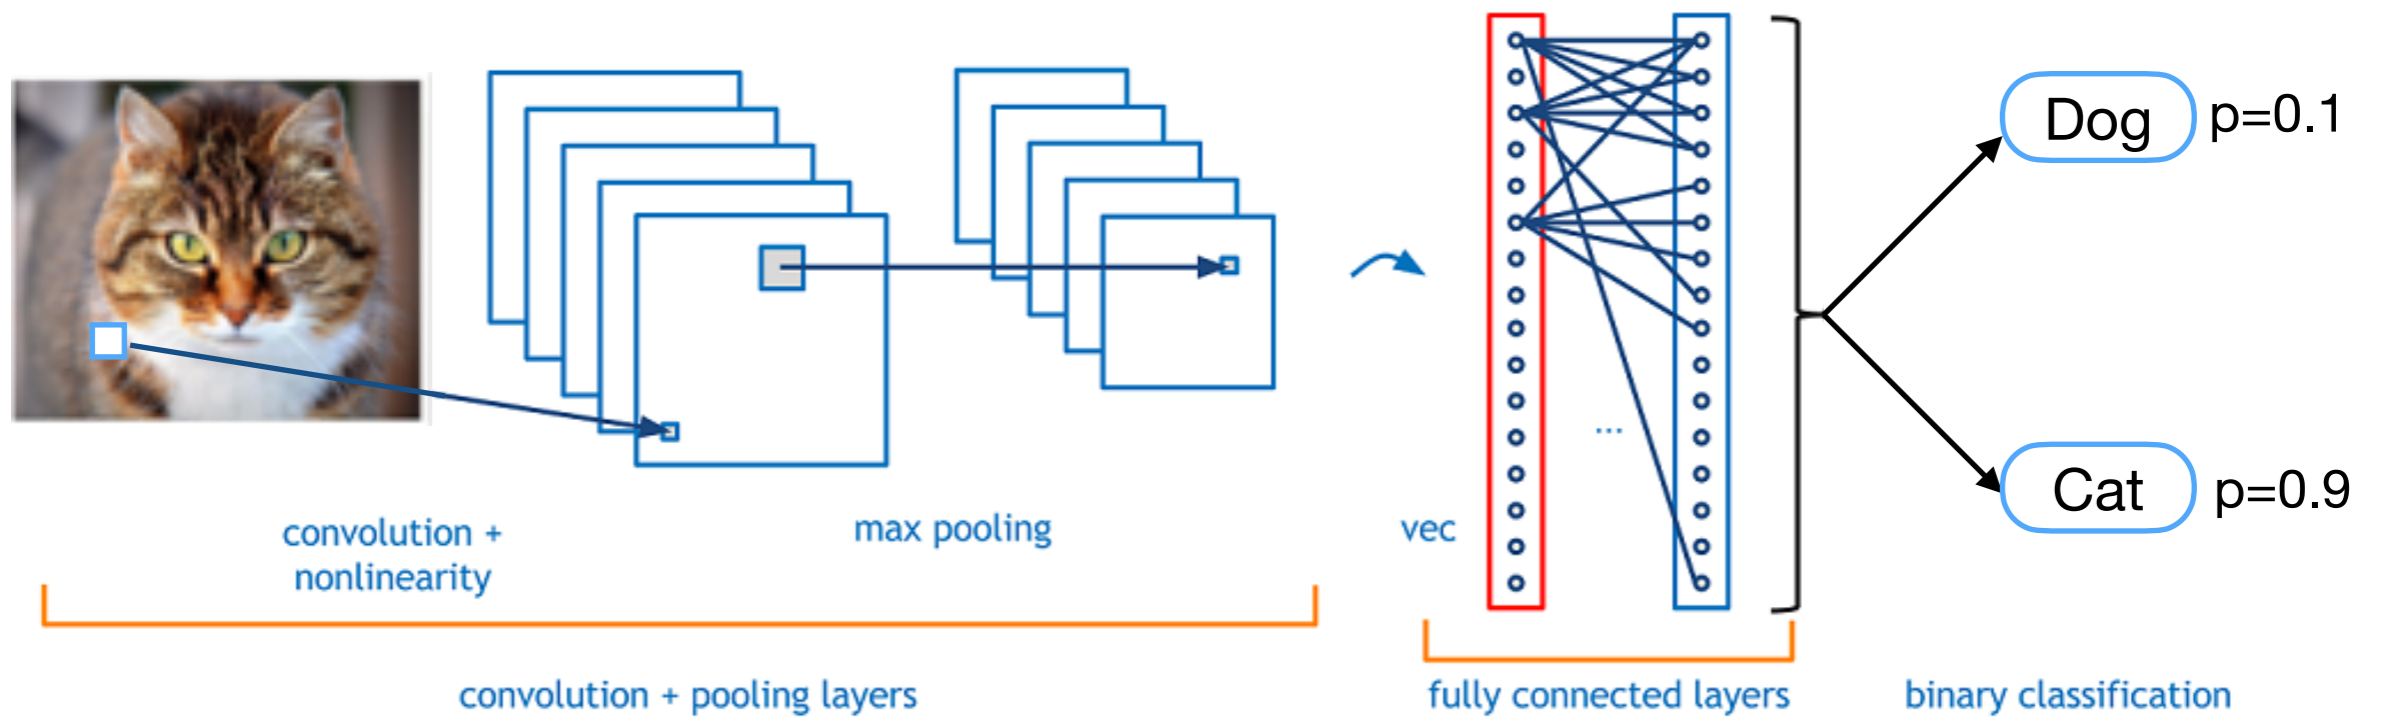 Dog
p=0.1
Cat
p=0.9
convolution +
nonlinearity
max pooling
vec
...
convolution + pooling layers
fully connected layers
binary classification